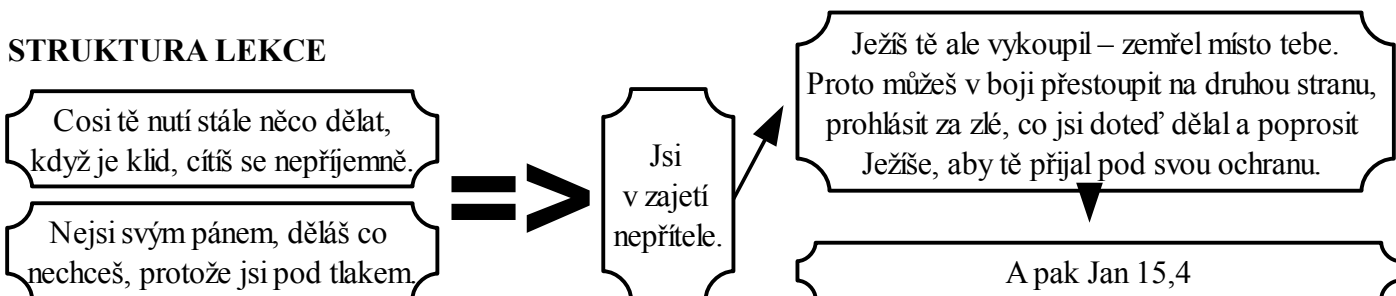 STRUKTURA LEKCE
Cosi tě nutí stále něco dělat,
když je klid, cítíš se nepříjemně.
Nejsi svým pánem, děláš co
nechceš, protože jsi pod tlakem.
=>
Jsi
v zajetí
nepřítele.
Ježíš tě ale vykoupil – zemřel místo tebe.
Proto můžeš v boji přestoupit na druhou stranu,
prohlásit za zlé, co jsi doteď dělal a poprosit
Ježíše, aby tě přijal pod svou ochranu.
A pak Jan 15,4